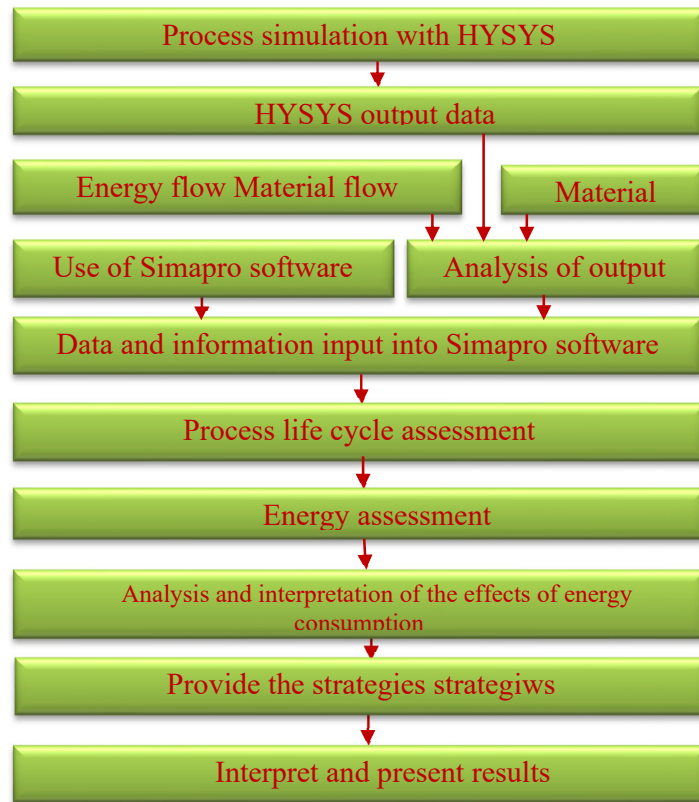 Process simulation with HYSYS
HYSYS output data
Energy flow Material flow
Material
Use of Simapro software
Analysis of output
Data and information input into Simapro software
Process life cycle assessment
Energy assessment
Analysis and interpretation of the effects of energy
consumption
Provide the strategies strategiws
Interpret and present results